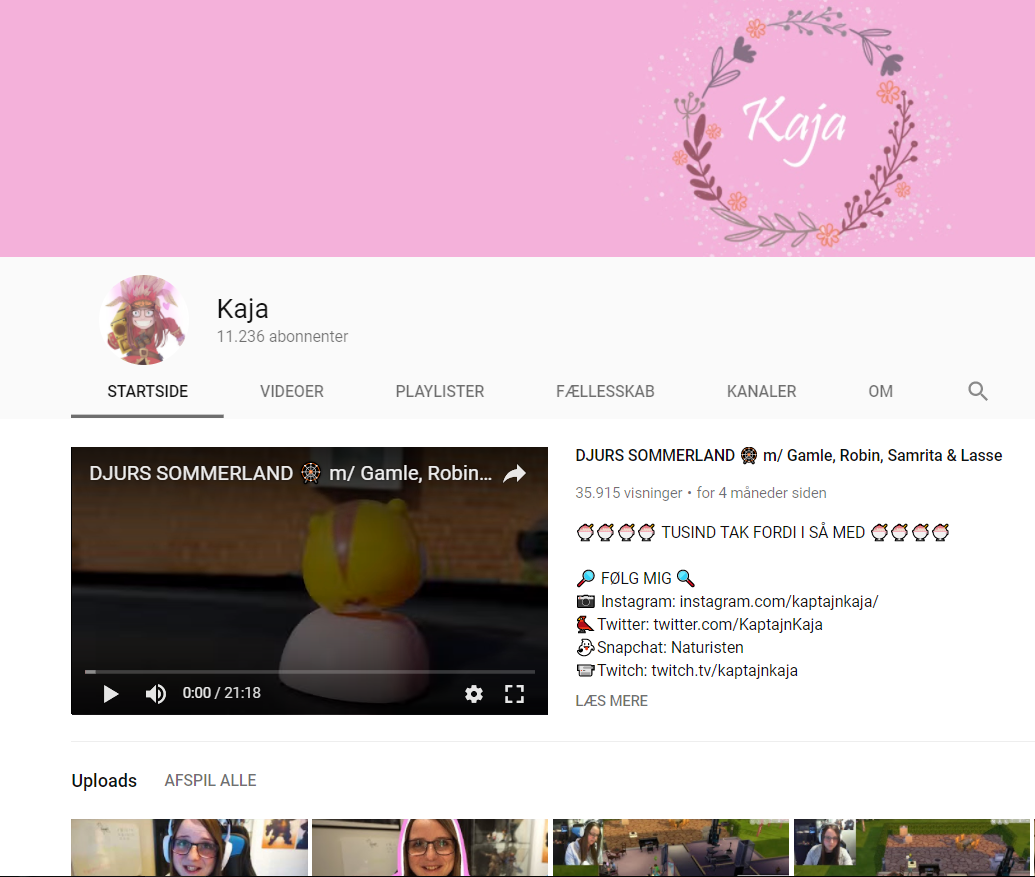 Kaja
Kaja
11.236 abonnenter
STARTSIDE
VIDEOER
PLAYLISTER
FÆLLESSKAB
KANALER
OM
DJURS SOMMERLAND m/ Gamle, Robin...
0:00 / 21:18
DJURS SOMMERLAND m/ Gamle, Robin, Samrita & Lasse
35.915 visninger • for 4 måneder siden
TUSIND TAK FORDI I SÅ MED
FØLG MIG
Instagram: instagram.com/kaptajnkaja/
Twitter: twitter.com/KaptajnKaja
Snapchat: Naturisten
Twitch: twitch.tv/kaptajnkaja
LÆS MERE
Uploads
AFSPIL ALLE